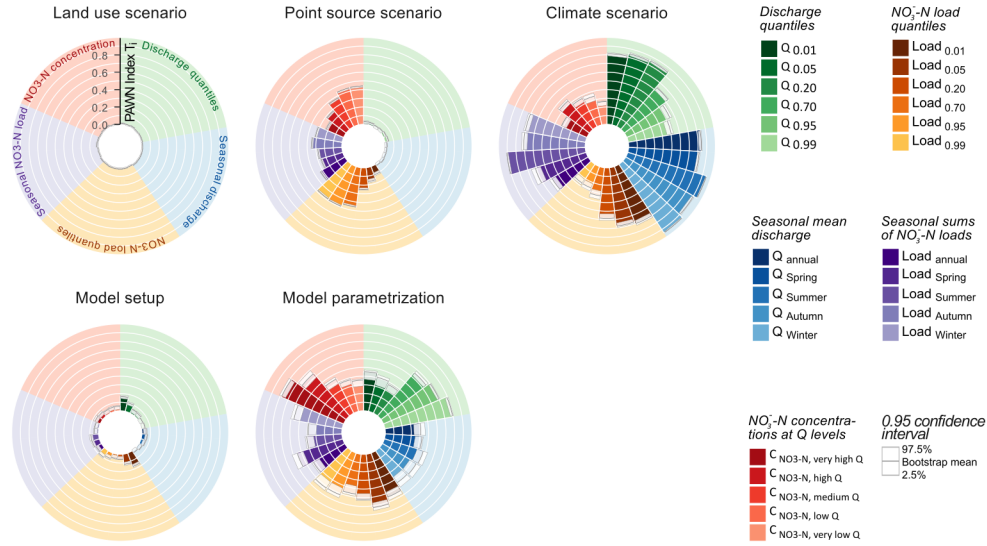 Land use scenario
Point source scenario
Climate scenario
NO3-N concentration
Discharge quantiles
Seasonal discharge
NO3-N load quantiles
Seasonal NO3-N load
PAWN Index Ti
0.8
0.6
0.4
0.2
0.0
Discharge
quantiles
Q 0.01
Q 0.05
Q 0.20
Q 0.70
Q 0.95
Q 0.99
NO₃⁻-N load
quantiles
Load 0.01
Load 0.05
Load 0.20
Load 0.70
Load 0.95
Load 0.99
Seasonal mean
discharge
Q annual
Q Spring
Q Summer
Q Autumn
Q Winter
Seasonal sums
of NO₃⁻-N loads
Load annual
Load Spring
Load Summer
Load Autumn
Load Winter
Model setup
Model parametrization
NO₃⁻-N concentra-
tions at Q levels
C NO3-N, very high Q
C NO3-N, high Q
C NO3-N, medium Q
C NO3-N, low Q
C NO3-N, very low Q
0.95 confidence
interval
97.5%
Bootstrap mean
2.5%